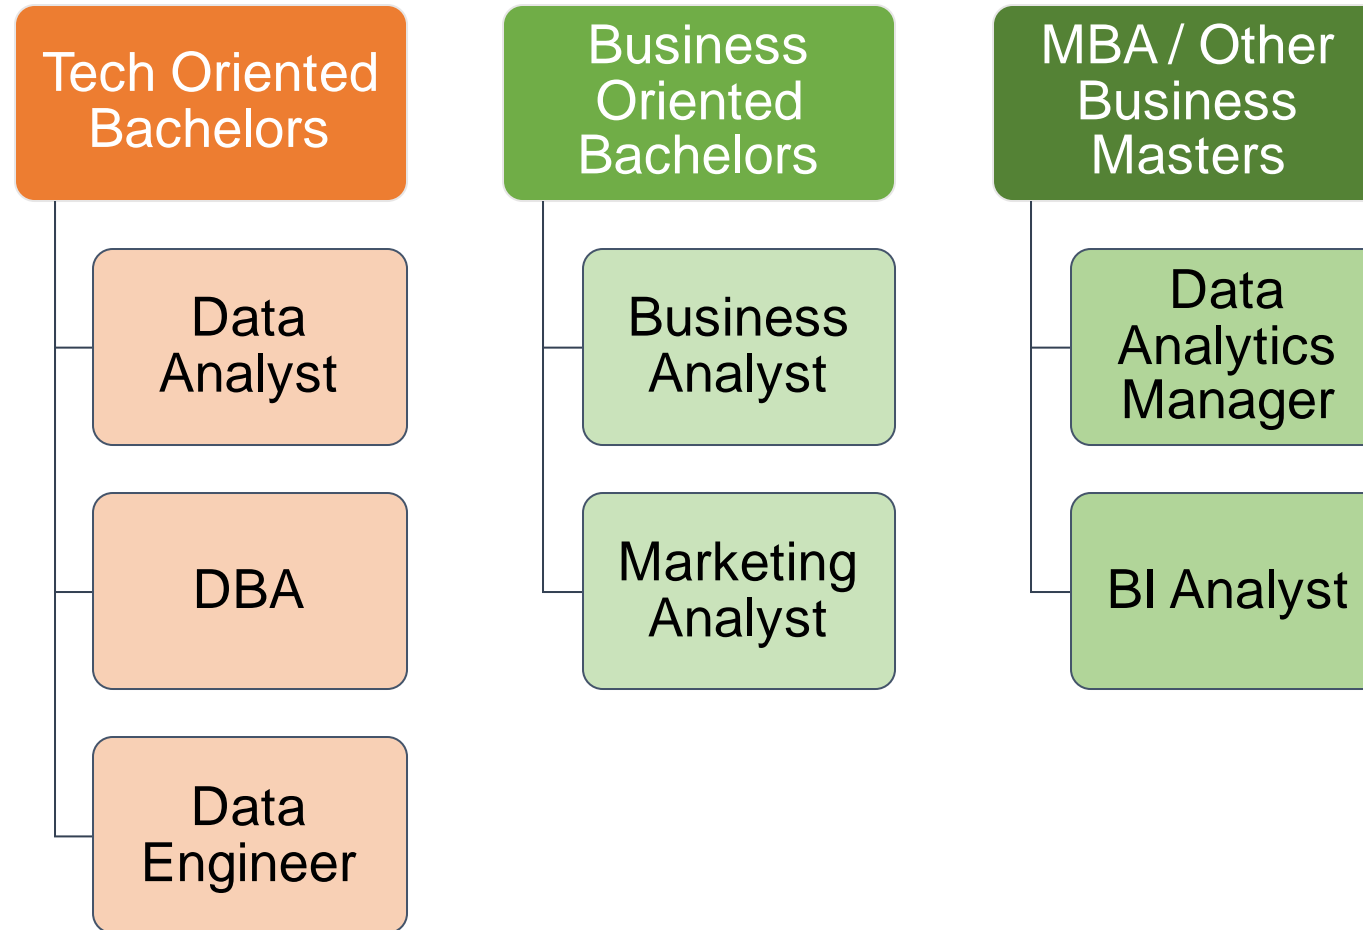 Tech Oriented
Bachelors
Data
Analyst
DBA
Data
Engineer
Business
Oriented
Bachelors
Business
Analyst
Marketing
Analyst
MBA / Other
Business
Masters
Data
Analytics
Manager
BI Analyst